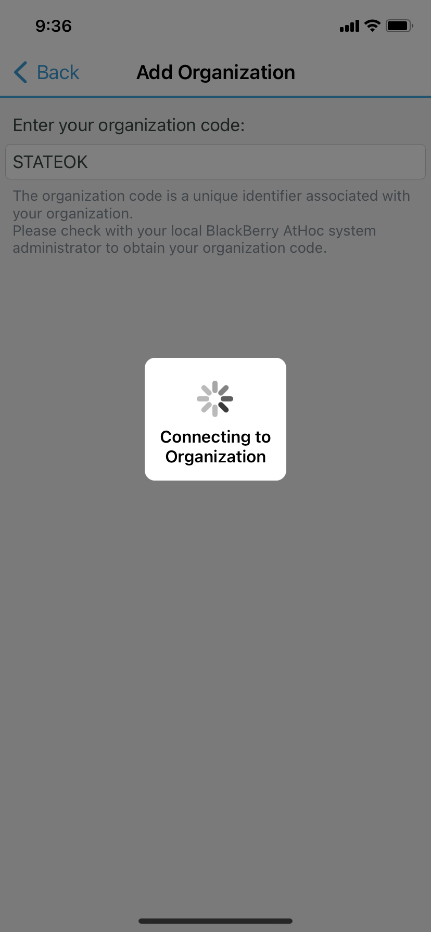 9:36
Back
Add Organization
Enter your organization code:
STATEOK
The organization code is a unique identifier associated with
your organization.
Please check with your local BlackBerry AtHoc system
administrator to obtain your organization code.
Connecting to
Organization